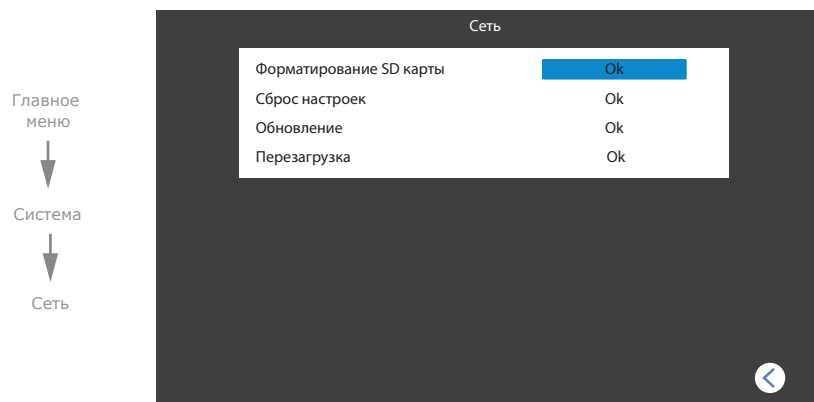 Главное
меню
Система
Сеть
Сеть
Форматирование SD карты Ok
Сброс настроек Ok
Обновление Ok
Перезагрузка Ok